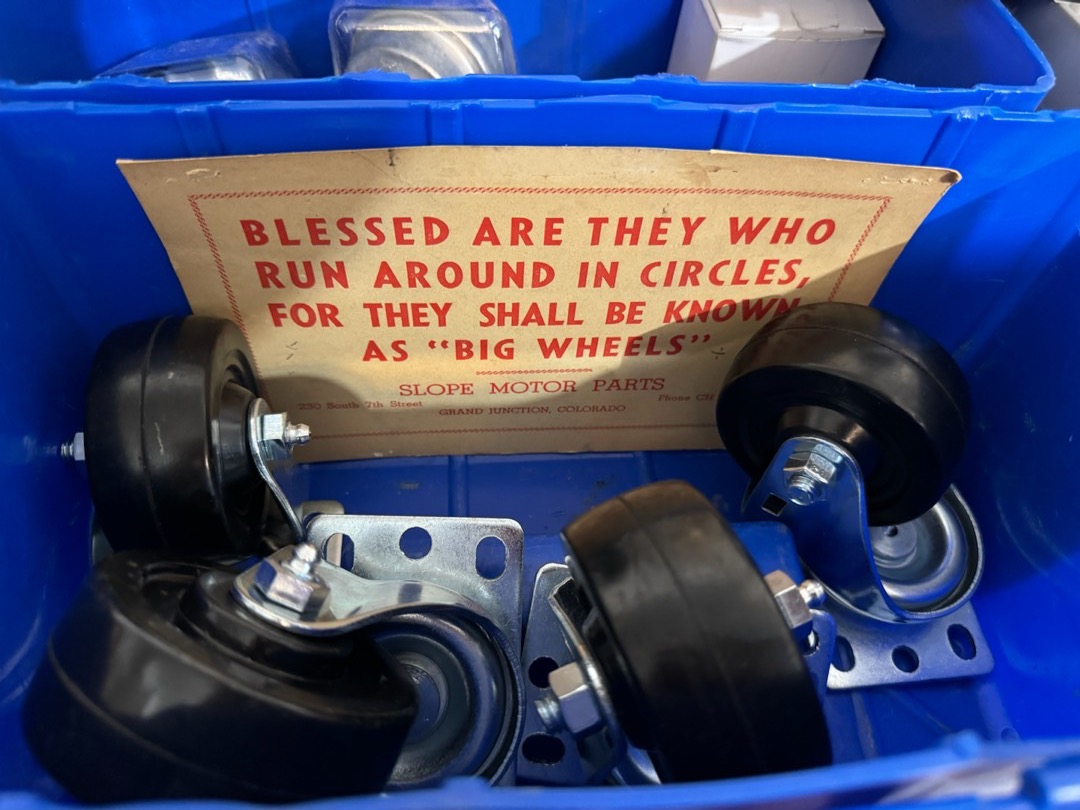 BLESSED ARE THEY WHO
RUN AROUND IN CIRCLES,
FOR THEY SHALL BE KNOWN
AS “BIG WHEELS”
SLOPE MOTOR PARTS
230 South 7th Street
Phone CH
GRAND JUNCTION, COLORADO